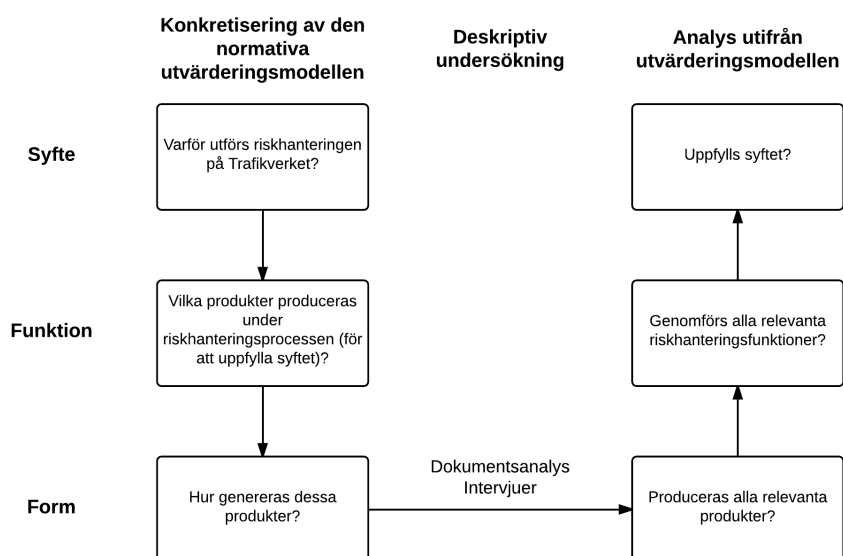 Konkretisering av den
normativa
utvärderingsmodellen
Deskriptiv
undersökning
Analys utifrån
utvärderingsmodellen
Syfte
Varför utförs riskhanteringen
på Trafikverket?
Uppfylls syftet?
Funktion
Vilka produkter produceras
under
riskhanteringsprocessen (för
att uppfylla syftet)?
Genomförs alla relevanta
riskhanteringsfunktioner?
Form
Hur genereras dessa
produkter?
Dokumentsanalys
Intervjuer
Produceras alla relevanta
produkter?